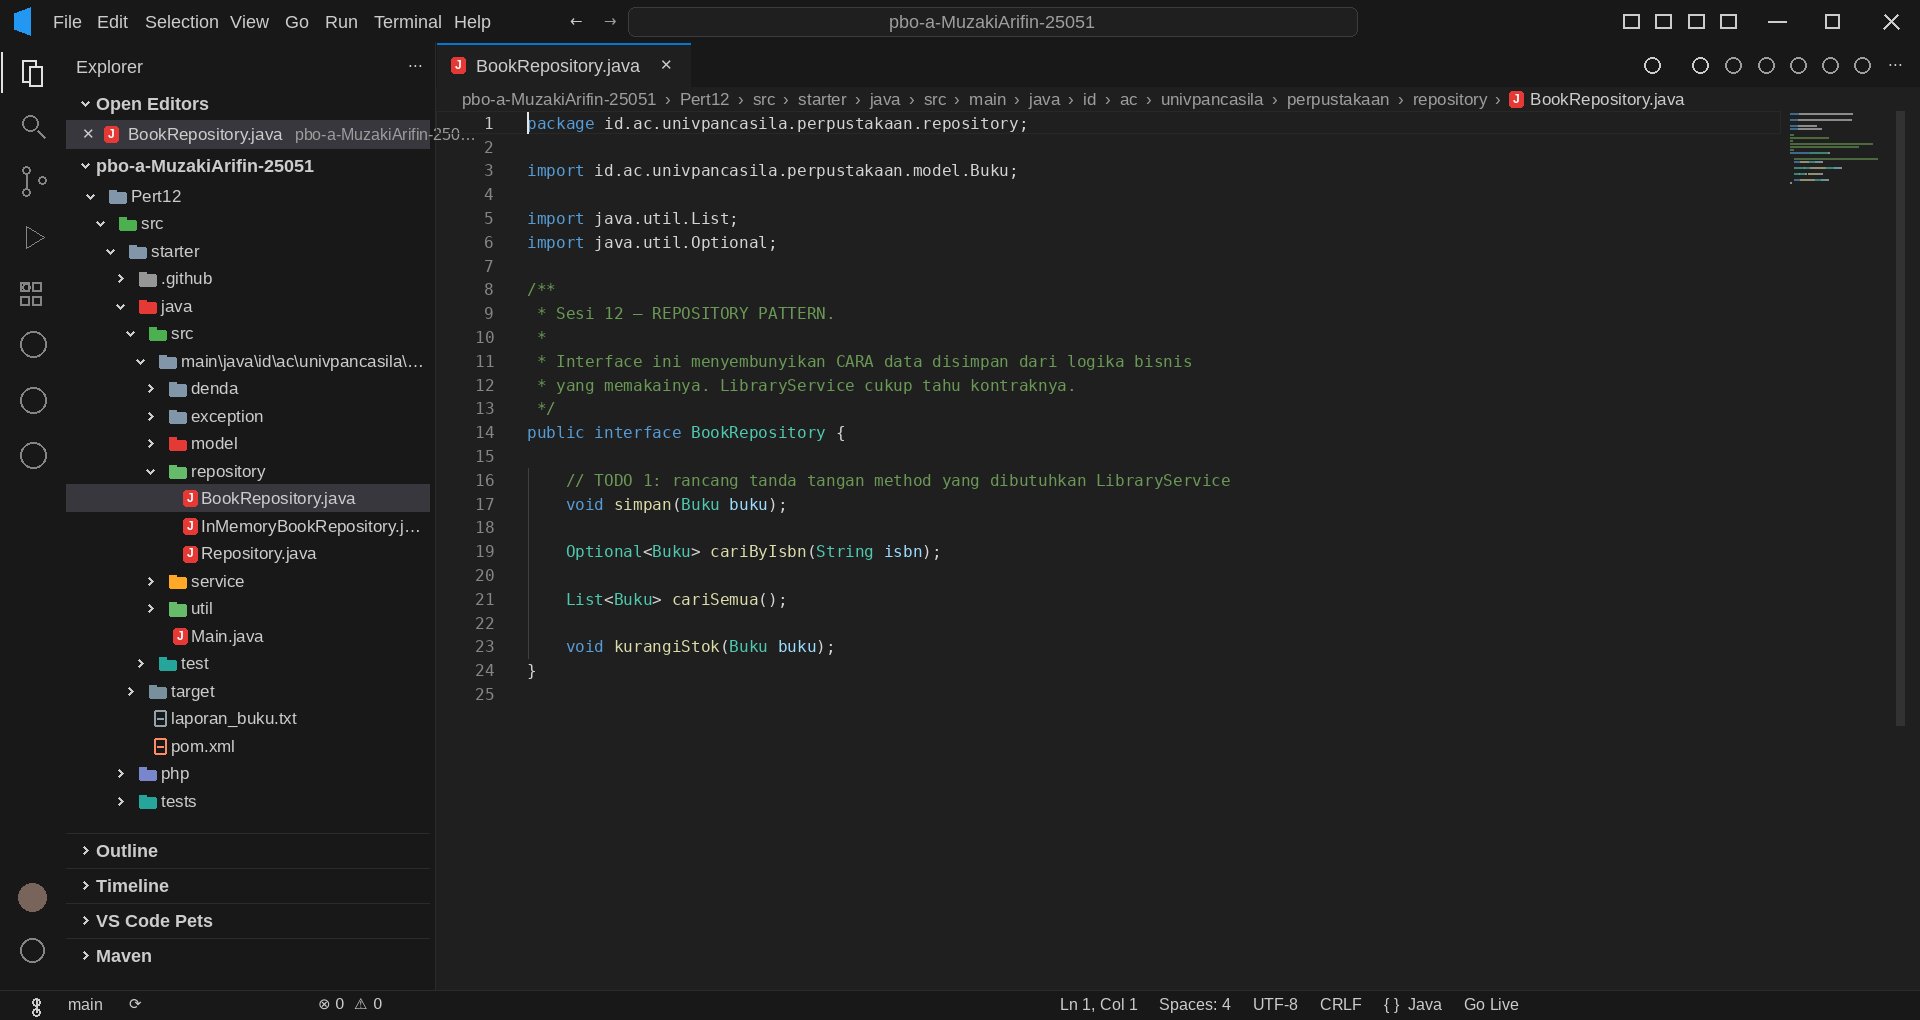 File Edit Selection View Go Run Terminal Help ← → pbo-a-MuzakiArifin-25051
Explorer ···
Open Editors
× J BookRepository.java pbo-a-MuzakiArifin-250...
pbo-a-MuzakiArifin-25051
Pert12
src
starter
.github
java
src
main\java\id\ac\univpancasila\...
denda
exception
model
repository
J BookRepository.java
J InMemoryBookRepository.j...
J Repository.java
service
util
J Main.java
test
target
laporan_buku.txt
pom.xml
php
tests
Outline
Timeline
VS Code Pets
Maven
J BookRepository.java × ···
pbo-a-MuzakiArifin-25051 › Pert12 › src › starter › java › src › main › java › id › ac › univpancasila › perpustakaan › repository › J BookRepository.java
1 package id.ac.univpancasila.perpustakaan.repository;
2
3 import id.ac.univpancasila.perpustakaan.model.Buku;
4
5 import java.util.List;
6 import java.util.Optional;
7
8 /**
9 * Sesi 12 — REPOSITORY PATTERN.
10 *
11 * Interface ini menyembunyikan CARA data disimpan dari logika bisnis
12 * yang memakainya. LibraryService cukup tahu kontraknya.
13 */
14 public interface BookRepository {
15
16 // TODO 1: rancang tanda tangan method yang dibutuhkan LibraryService
17 void simpan(Buku buku);
18
19 Optional<Buku> cariByIsbn(String isbn);
20
21 List<Buku> cariSemua();
22
23 void kurangiStok(Buku buku);
24 }
25
main ⟳ ⊗ 0 ⚠ 0 Ln 1, Col 1 Spaces: 4 UTF-8 CRLF { } Java Go Live